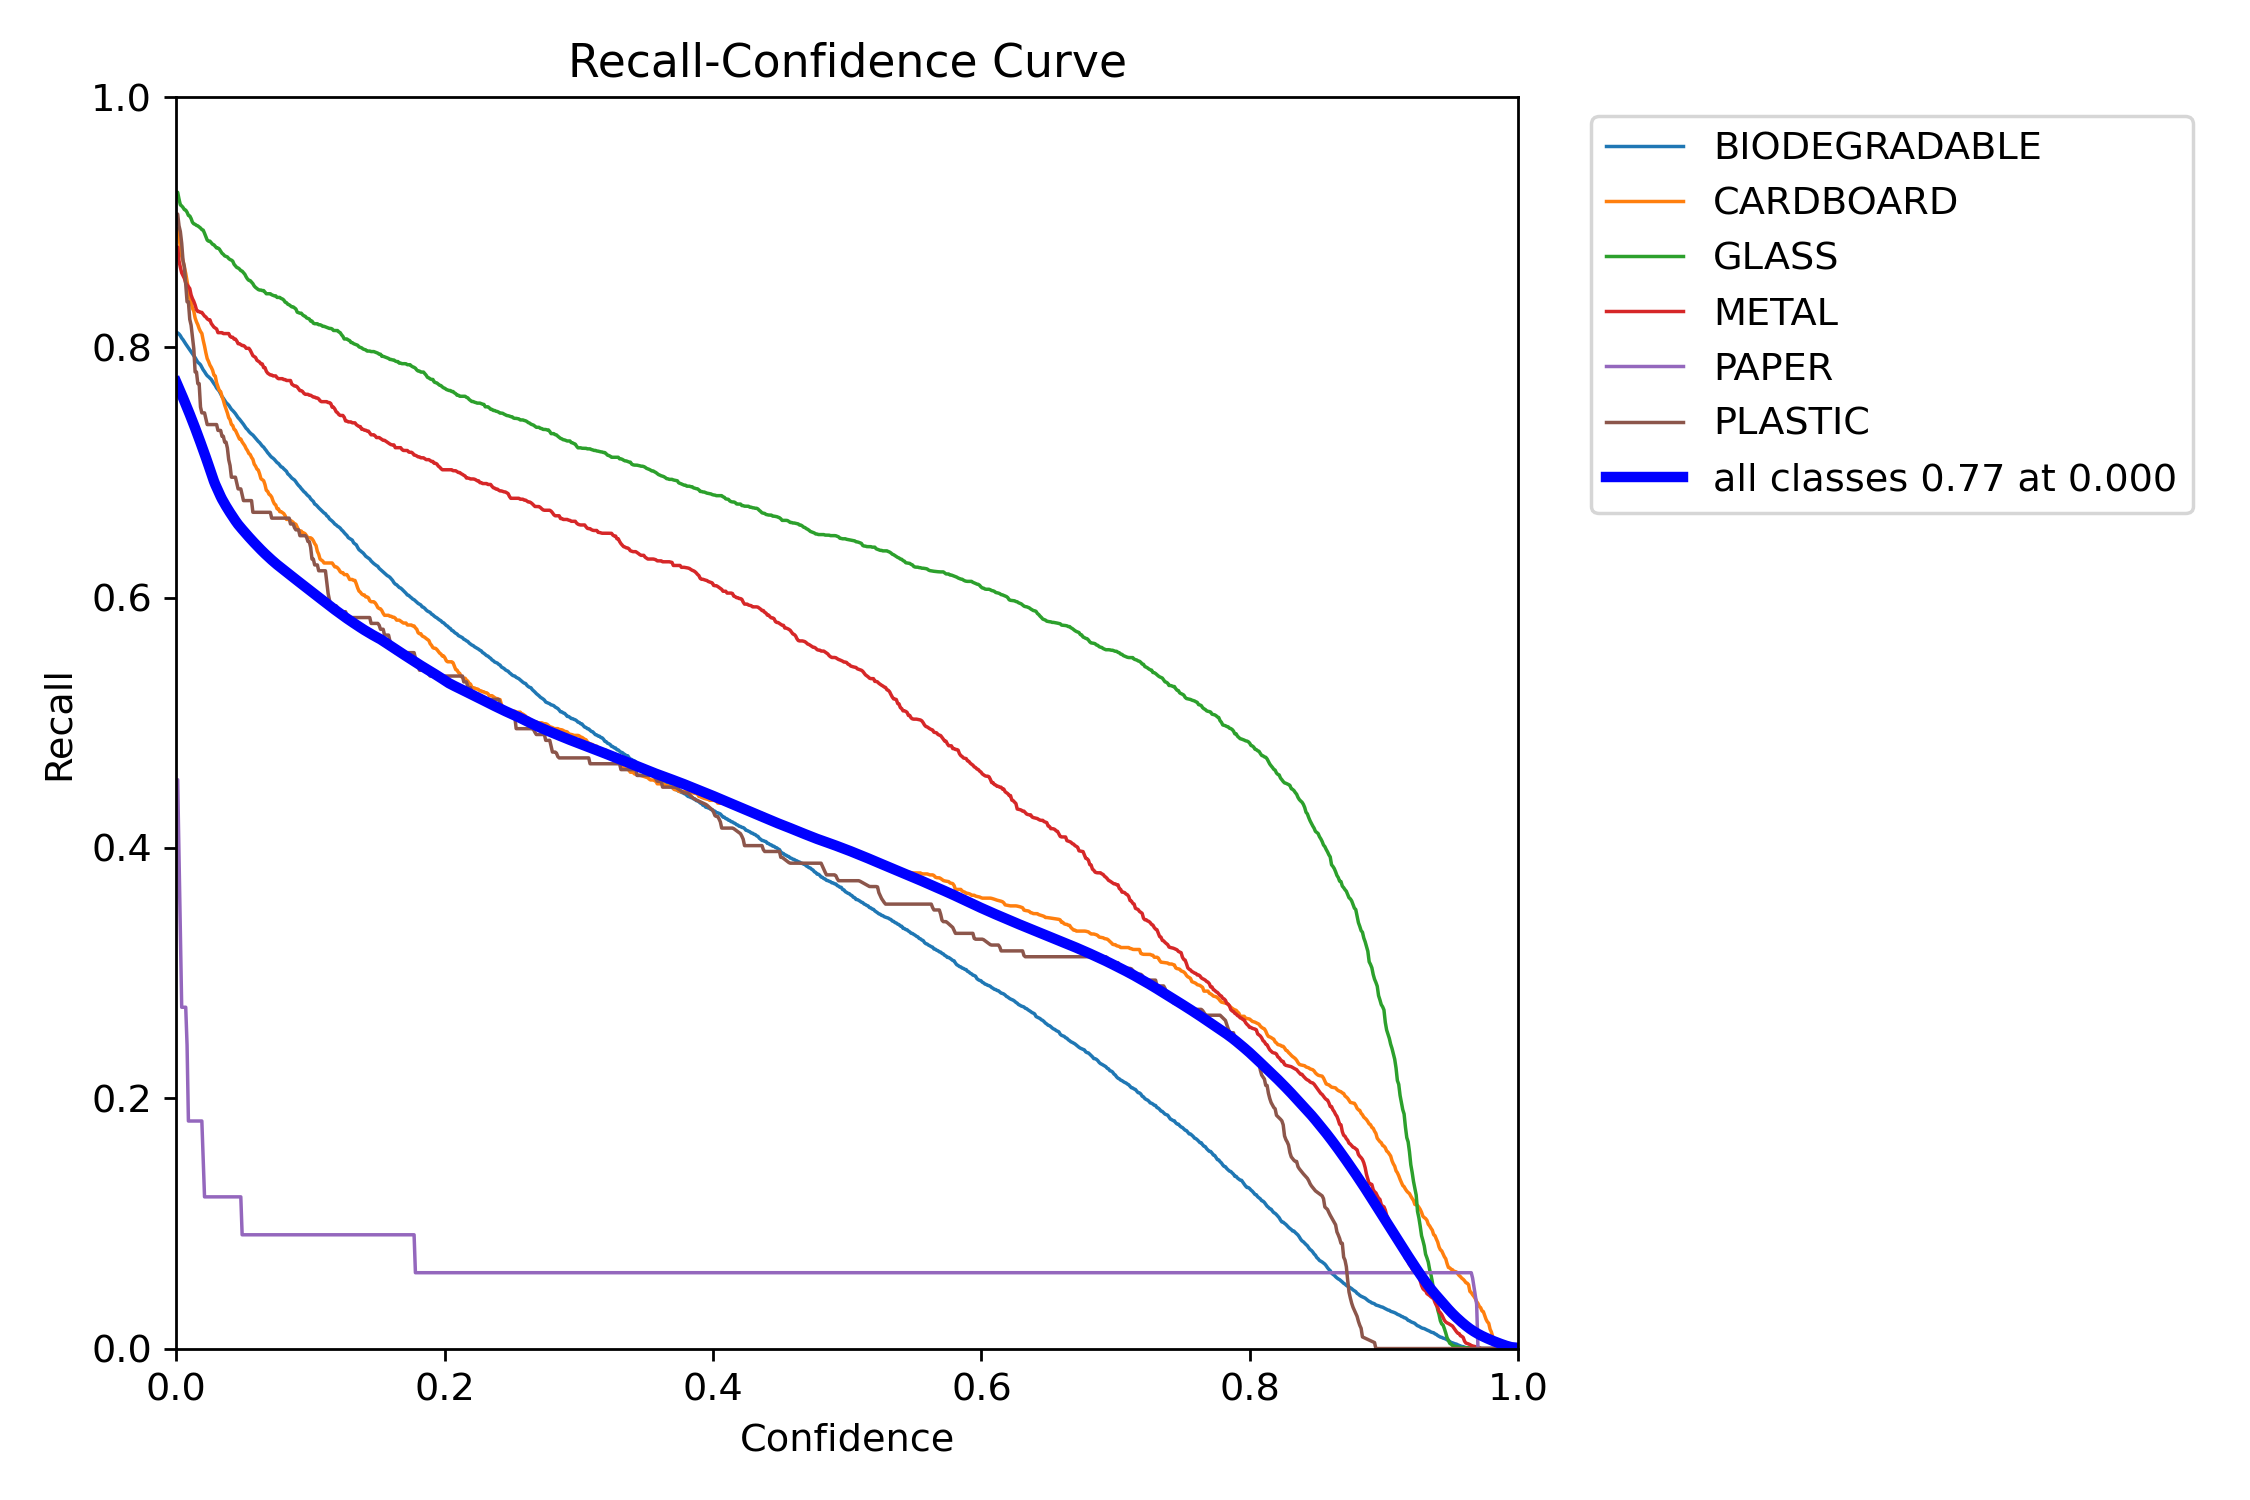 Recall-Confidence Curve
1.0
0.8
0.6
0.4
0.2
0.0
Recall
0.0 0.2 0.4 0.6 0.8 1.0
Confidence
BIODEGRADABLE
CARDBOARD
GLASS
METAL
PAPER
PLASTIC
all classes 0.77 at 0.000